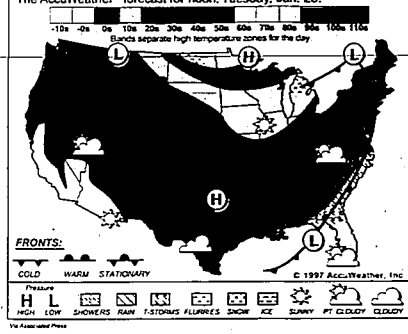 The AccuWeather® forecast for noon, Tuesday, Jan. 28.
-10s -0s 0s 10s 20s 30s 40s 50s 60s 70s 80s 90s 100s 110s
Bands separate high temperature zones for the day.
L H L
H
L
FRONTS:
COLD WARM STATIONARY
© 1997 AccuWeather, Inc
Pressure
H L
HIGH LOW SHOWERS RAIN T-STORMS FLURRIES SNOW ICE SUNNY PT. CLOUDY CLOUDY
Via Associated Press